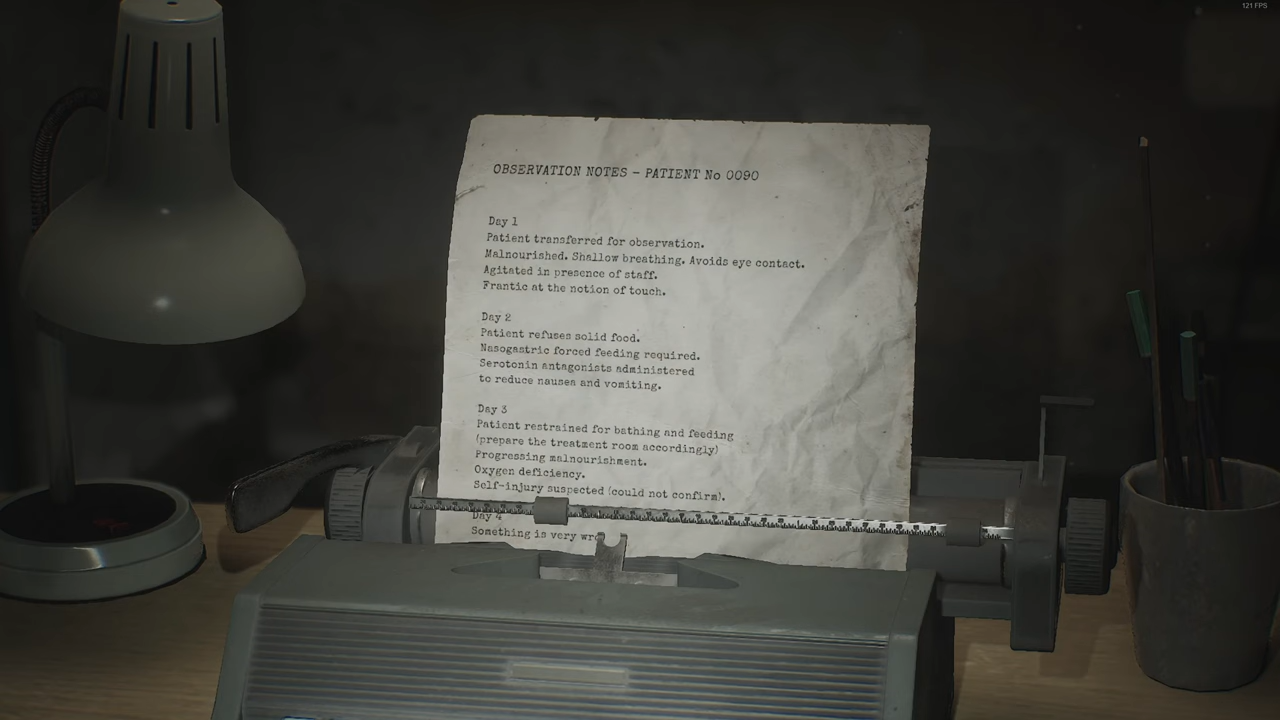 121 FPS
OBSERVATION NOTES - PATIENT No 0090
Day 1
Patient transferred for observation.
Malnourished. Shallow breathing. Avoids eye contact.
Agitated in presence of staff.
Frantic at the notion of touch.
Day 2
Patient refuses solid food.
Nasogastric forced feeding required.
Serotonin antagonists administered
to reduce nausea and vomiting.
Day 3
Patient restrained for bathing and feeding
(prepare the treatment room accordingly)
Progressing malnourishment.
Oxygen deficiency.
Self-injury suspected (could not confirm).
Day 4
Something is very wro